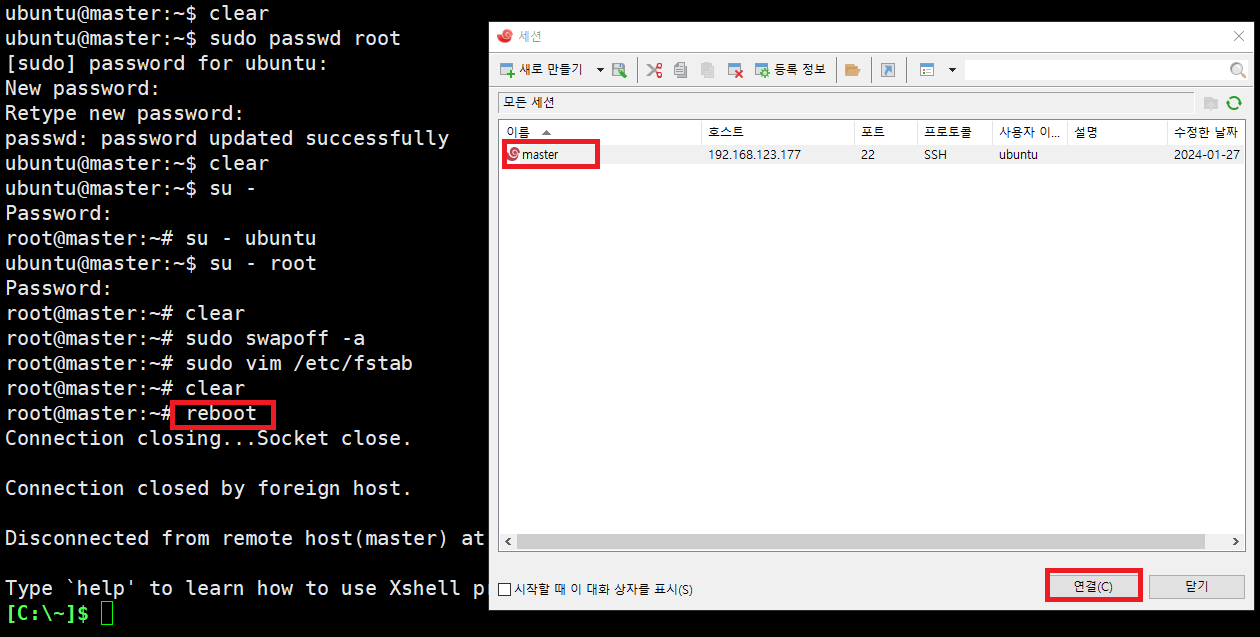 ubuntu@master:~$ clear
ubuntu@master:~$ sudo passwd root
[sudo] password for ubuntu:
New password:
Retype new password:
passwd: password updated successfully
ubuntu@master:~$ clear
ubuntu@master:~$ su -
Password:
root@master:~# su - ubuntu
ubuntu@master:~$ su - root
Password:
root@master:~# clear
root@master:~# sudo swapoff -a
root@master:~# sudo vim /etc/fstab
root@master:~# clear
root@master:~# reboot
Connection closing...Socket close.
Connection closed by foreign host.
Disconnected from remote host(master) at
Type `help' to learn how to use Xshell p
[C:\~]$
세션
새로 만들기 등록 정보
모든 세션
이름 호스트 포트 프로토콜 사용자 이... 설명 수정한 날짜
master 192.168.123.177 22 SSH ubuntu 2024-01-27
시작할 때 이 대화 상자를 표시(S)
연결(C) 닫기